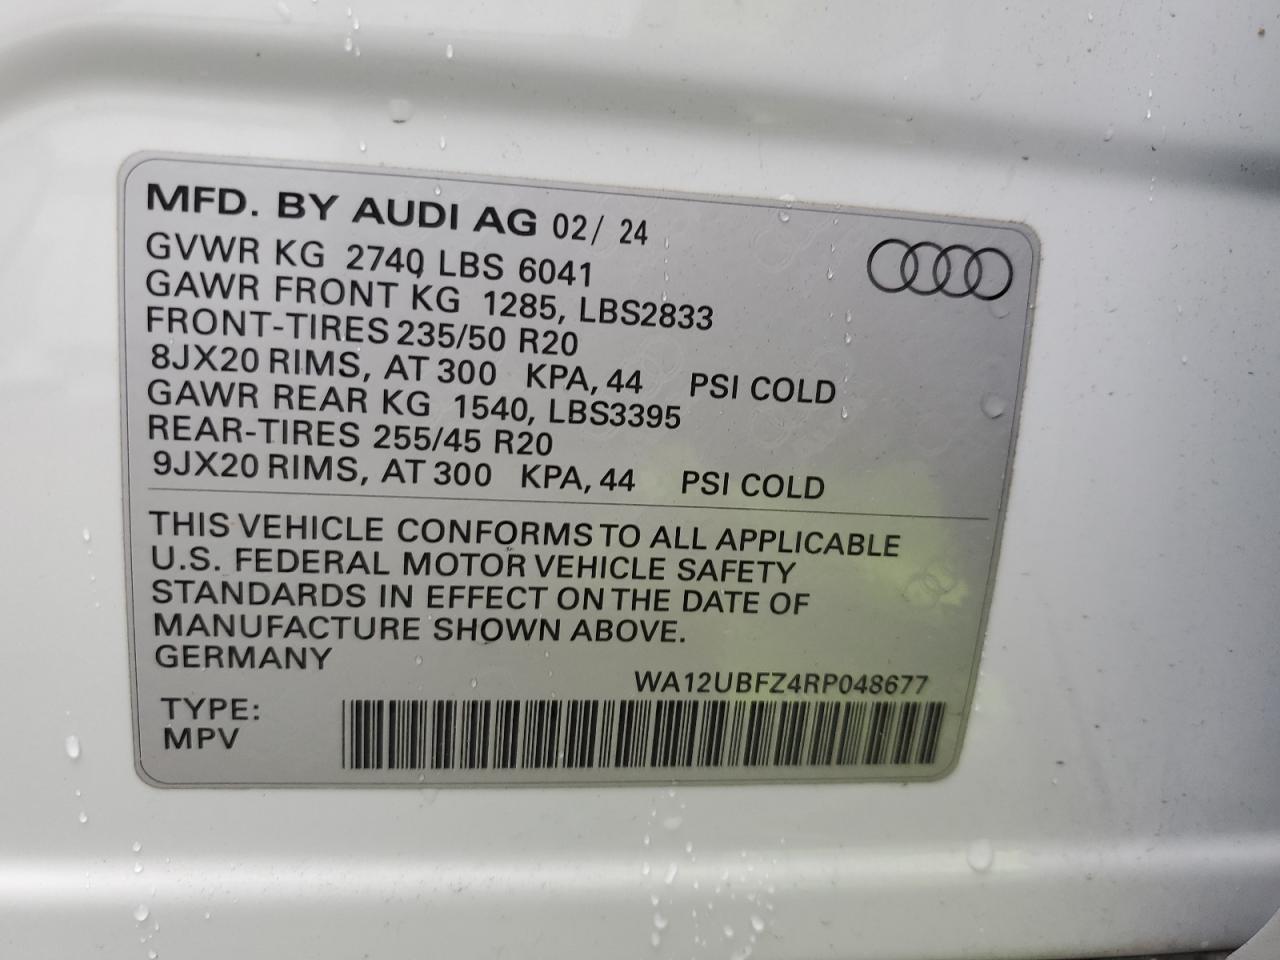 MFD. BY AUDI AG 02/ 24
GVWR KG 2740 LBS 6041
GAWR FRONT KG 1285, LBS2833
FRONT-TIRES 235/50 R20
8JX20 RIMS, AT 300 KPA, 44 PSI COLD
GAWR REAR KG 1540, LBS3395
REAR-TIRES 255/45 R20
9JX20 RIMS, AT 300 KPA, 44 PSI COLD
THIS VEHICLE CONFORMS TO ALL APPLICABLE
U.S. FEDERAL MOTOR VEHICLE SAFETY
STANDARDS IN EFFECT ON THE DATE OF
MANUFACTURE SHOWN ABOVE.
GERMANY
WA12UBFZ4RP048677
TYPE:
MPV